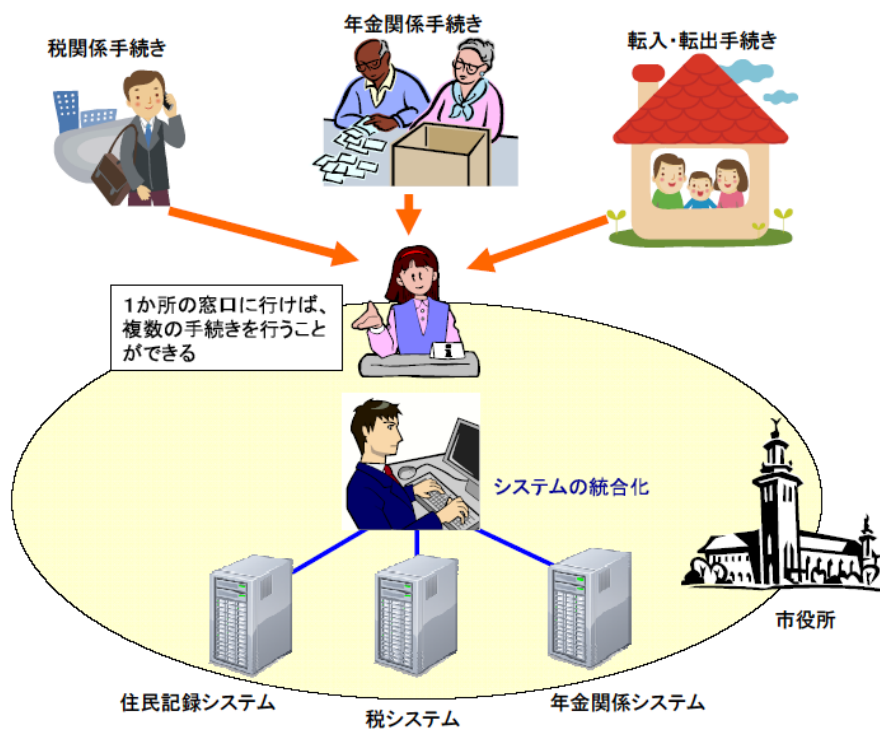 税関係手続き
年金関係手続き
転入・転出手続き
1か所の窓口に行けば、
複数の手続きを行うこと
ができる
システムの統合化
市役所
住民記録システム
税システム
年金関係システム